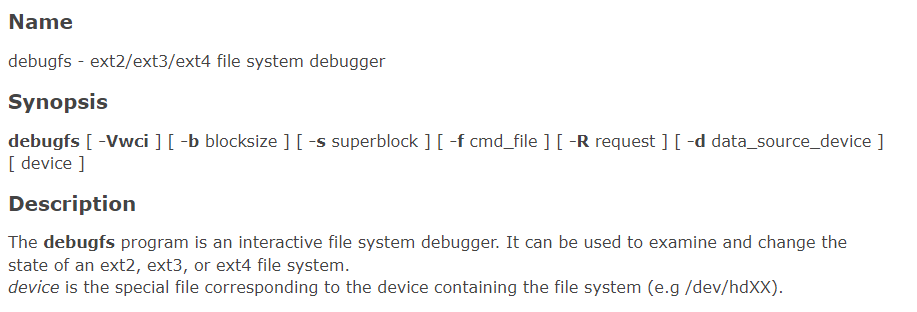 Name
debugfs - ext2/ext3/ext4 file system debugger
Synopsis
debugfs [ -Vwci ] [ -b blocksize ] [ -s superblock ] [ -f cmd_file ] [ -R request ] [ -d data_source_device ]
[ device ]
Description
The debugfs program is an interactive file system debugger. It can be used to examine and change the
state of an ext2, ext3, or ext4 file system.
device is the special file corresponding to the device containing the file system (e.g /dev/hdXX).